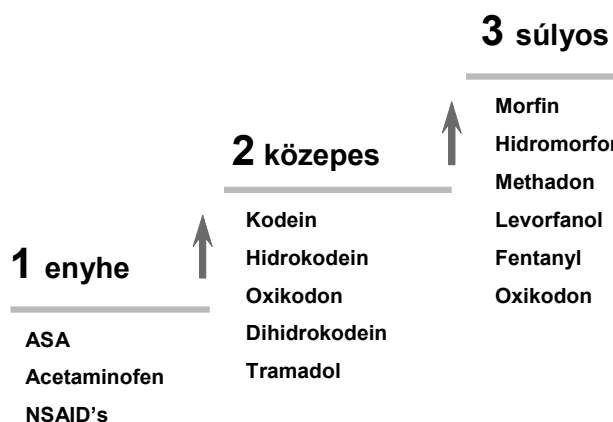 3 súlyos
Morfin
Methadon
Levorfanol
Fentanyl
Oxikodon
2 közepes
Kodein
Hidrokodein
Oxikodon
Dihidrokodein
Tramadol
1 enyhe
ASA
Acetaminofen
NSAID's